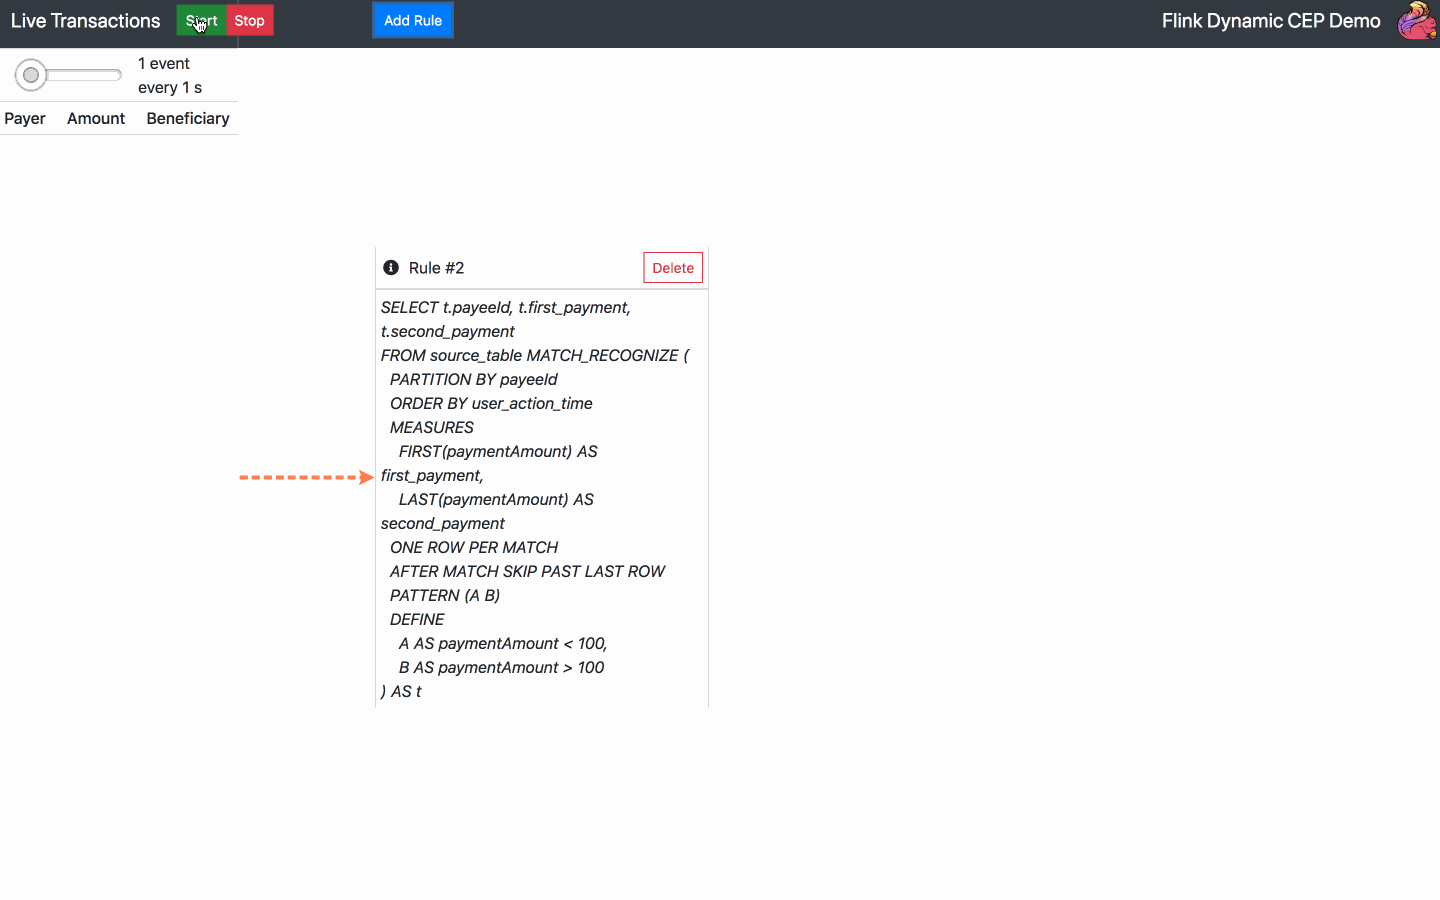 Live Transactions
Start
Stop
Add Rule
Flink Dynamic CEP Demo
1 event
every 1 s
Payer Amount Beneficiary
Rule #2
Delete
SELECT t.payeeId, t.first_payment,
t.second_payment
FROM source_table MATCH_RECOGNIZE (
PARTITION BY payeeId
ORDER BY user_action_time
MEASURES
FIRST(paymentAmount) AS
first_payment,
LAST(paymentAmount) AS
second_payment
ONE ROW PER MATCH
AFTER MATCH SKIP PAST LAST ROW
PATTERN (A B)
DEFINE
A AS paymentAmount < 100,
B AS paymentAmount > 100
) AS t